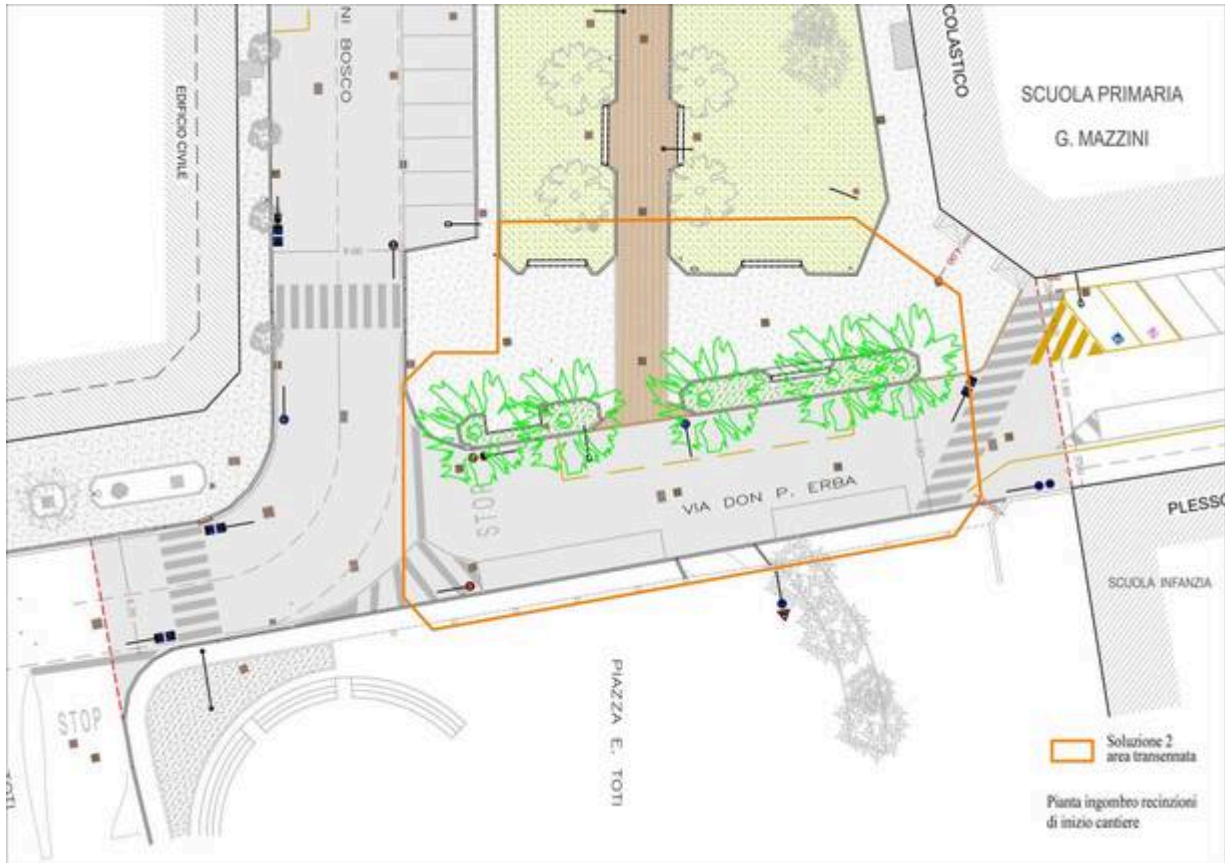 NI BOSCO
EDIFICIO CIVILE
COLASTICO
SCUOLA PRIMARIA
G. MAZZINI
STOP
VIA DON P. ERBA
PLESSO
SCUOLA INFANZIA
PIAZZA E. TOTI
STOP
TOTI
Soluzione 2
area transennata
Pianta ingombro recinzioni
di inizio cantiere